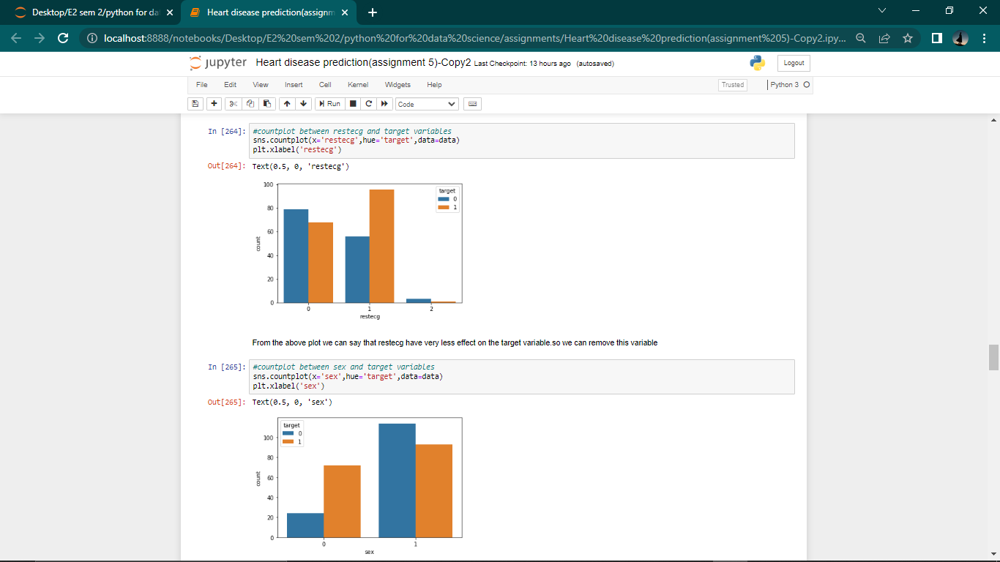 Desktop/E2 sem 2/python for da
Heart disease prediction(assignm
localhost:8888/notebooks/Desktop/E2%20sem%202/python%20for%20data%20science/assignments/Heart%20disease%20prediction(assignment%205)-Copy2.ipy...
jupyter Heart disease prediction(assignment 5)-Copy2 Last Checkpoint: 13 hours ago (autosaved)
Logout
File Edit View Insert Cell Kernel Widgets Help
Trusted
Python 3
Run
Code
In [264]: #countplot between restecg and target variables
sns.countplot(x='restecg',hue='target',data=data)
plt.xlabel('restecg')
Out[264]: Text(0.5, 0, 'restecg')
100
80
60
40
20
0
count
target
0
1
0 1 2
restecg
From the above plot we can say that restecg have very less effect on the target variable.so we can remove this variable
In [265]: #countplot between sex and target variables
sns.countplot(x='sex',hue='target',data=data)
plt.xlabel('sex')
Out[265]: Text(0.5, 0, 'sex')
target
0
1
100
80
60
40
20
0
count
0 1
sex